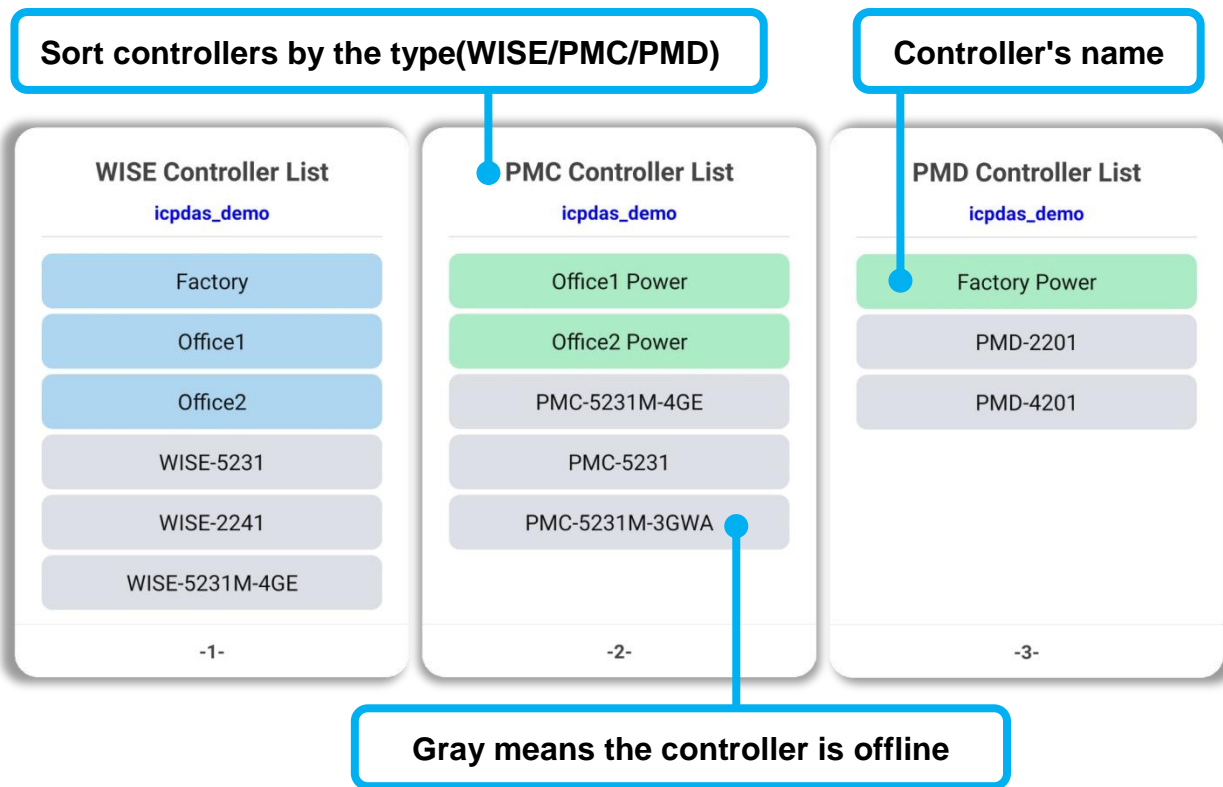 Sort controllers by the type(WISE/PMC/PMD)
Controller's name
WISE Controller List
icpdas_demo
Factory
Office1
Office2
WISE-5231
WISE-2241
WISE-5231M-4GE
-1-
PMC Controller List
icpdas_demo
Office1 Power
Office2 Power
PMC-5231M-4GE
PMC-5231
PMC-5231M-3GWA
-2-
PMD Controller List
icpdas_demo
Factory Power
PMD-2201
PMD-4201
-3-
Gray means the controller is offline